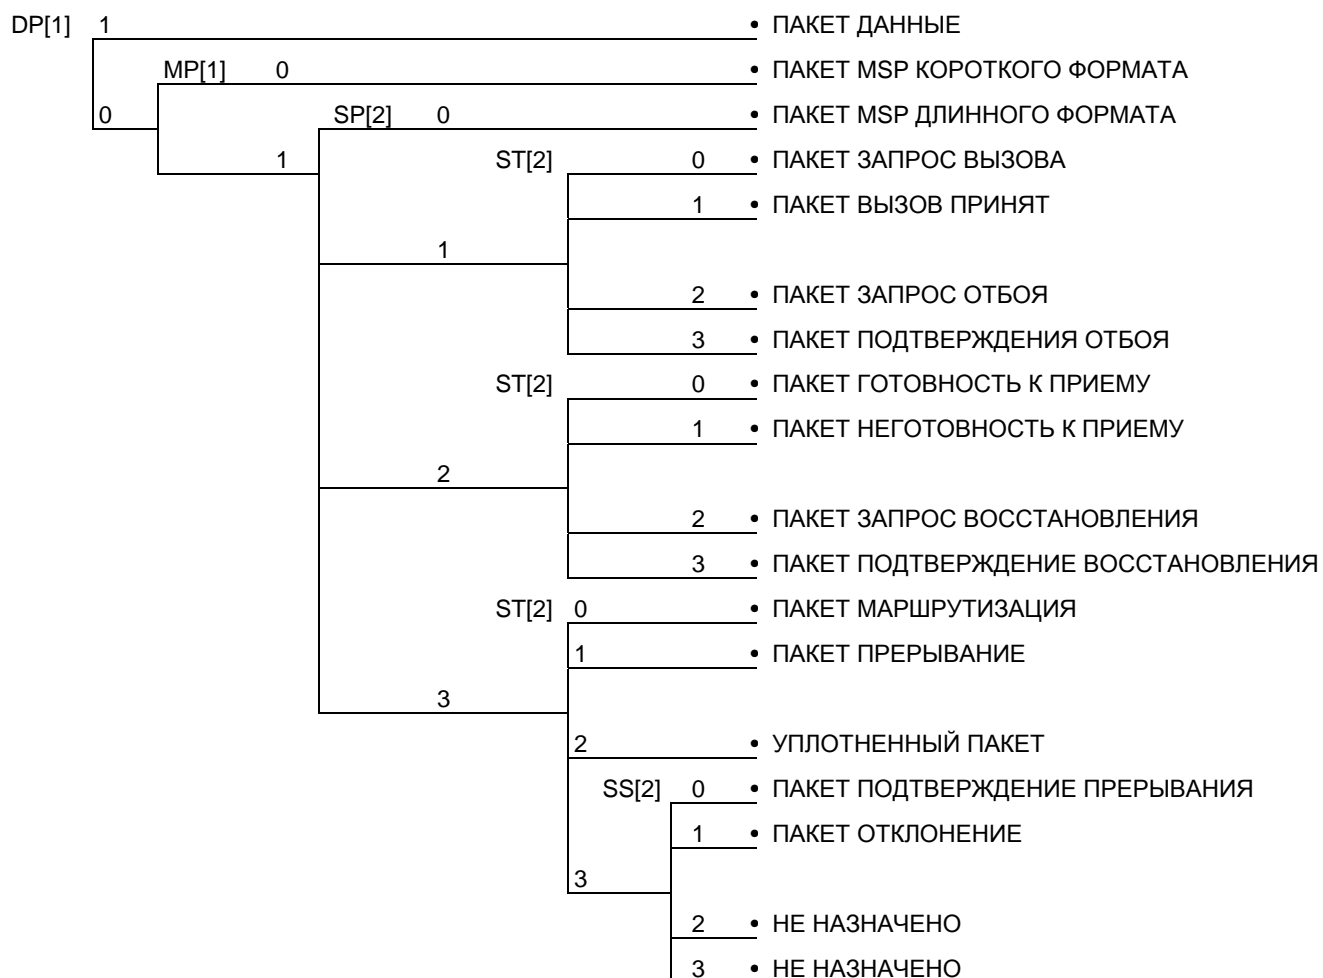 DP[1] 1 • ПАКЕТ ДАННЫЕ
MP[1] 0 • ПАКЕТ MSP КОРОТКОГО ФОРМАТА
0 SP[2] 0 • ПАКЕТ MSP ДЛИННОГО ФОРМАТА
1 ST[2] 0 • ПАКЕТ ЗАПРОС ВЫЗОВА
1 • ПАКЕТ ВЫЗОВ ПРИНЯТ
1
2 • ПАКЕТ ЗАПРОС ОТБОЯ
3 • ПАКЕТ ПОДТВЕРЖДЕНИЯ ОТБОЯ
ST[2] 0 • ПАКЕТ ГОТОВНОСТЬ К ПРИЕМУ
1 • ПАКЕТ НЕГОТОВНОСТЬ К ПРИЕМУ
2
2 • ПАКЕТ ЗАПРОС ВОССТАНОВЛЕНИЯ
3 • ПАКЕТ ПОДТВЕРЖДЕНИЕ ВОССТАНОВЛЕНИЯ
ST[2] 0 • ПАКЕТ МАРШРУТИЗАЦИЯ
1 • ПАКЕТ ПРЕРЫВАНИЕ
3
2 • УПЛОТНЕННЫЙ ПАКЕТ
SS[2] 0 • ПАКЕТ ПОДТВЕРЖДЕНИЕ ПРЕРЫВАНИЯ
1 • ПАКЕТ ОТКЛОНЕНИЕ
3
2 • НЕ НАЗНАЧЕНО
3 • НЕ НАЗНАЧЕНО